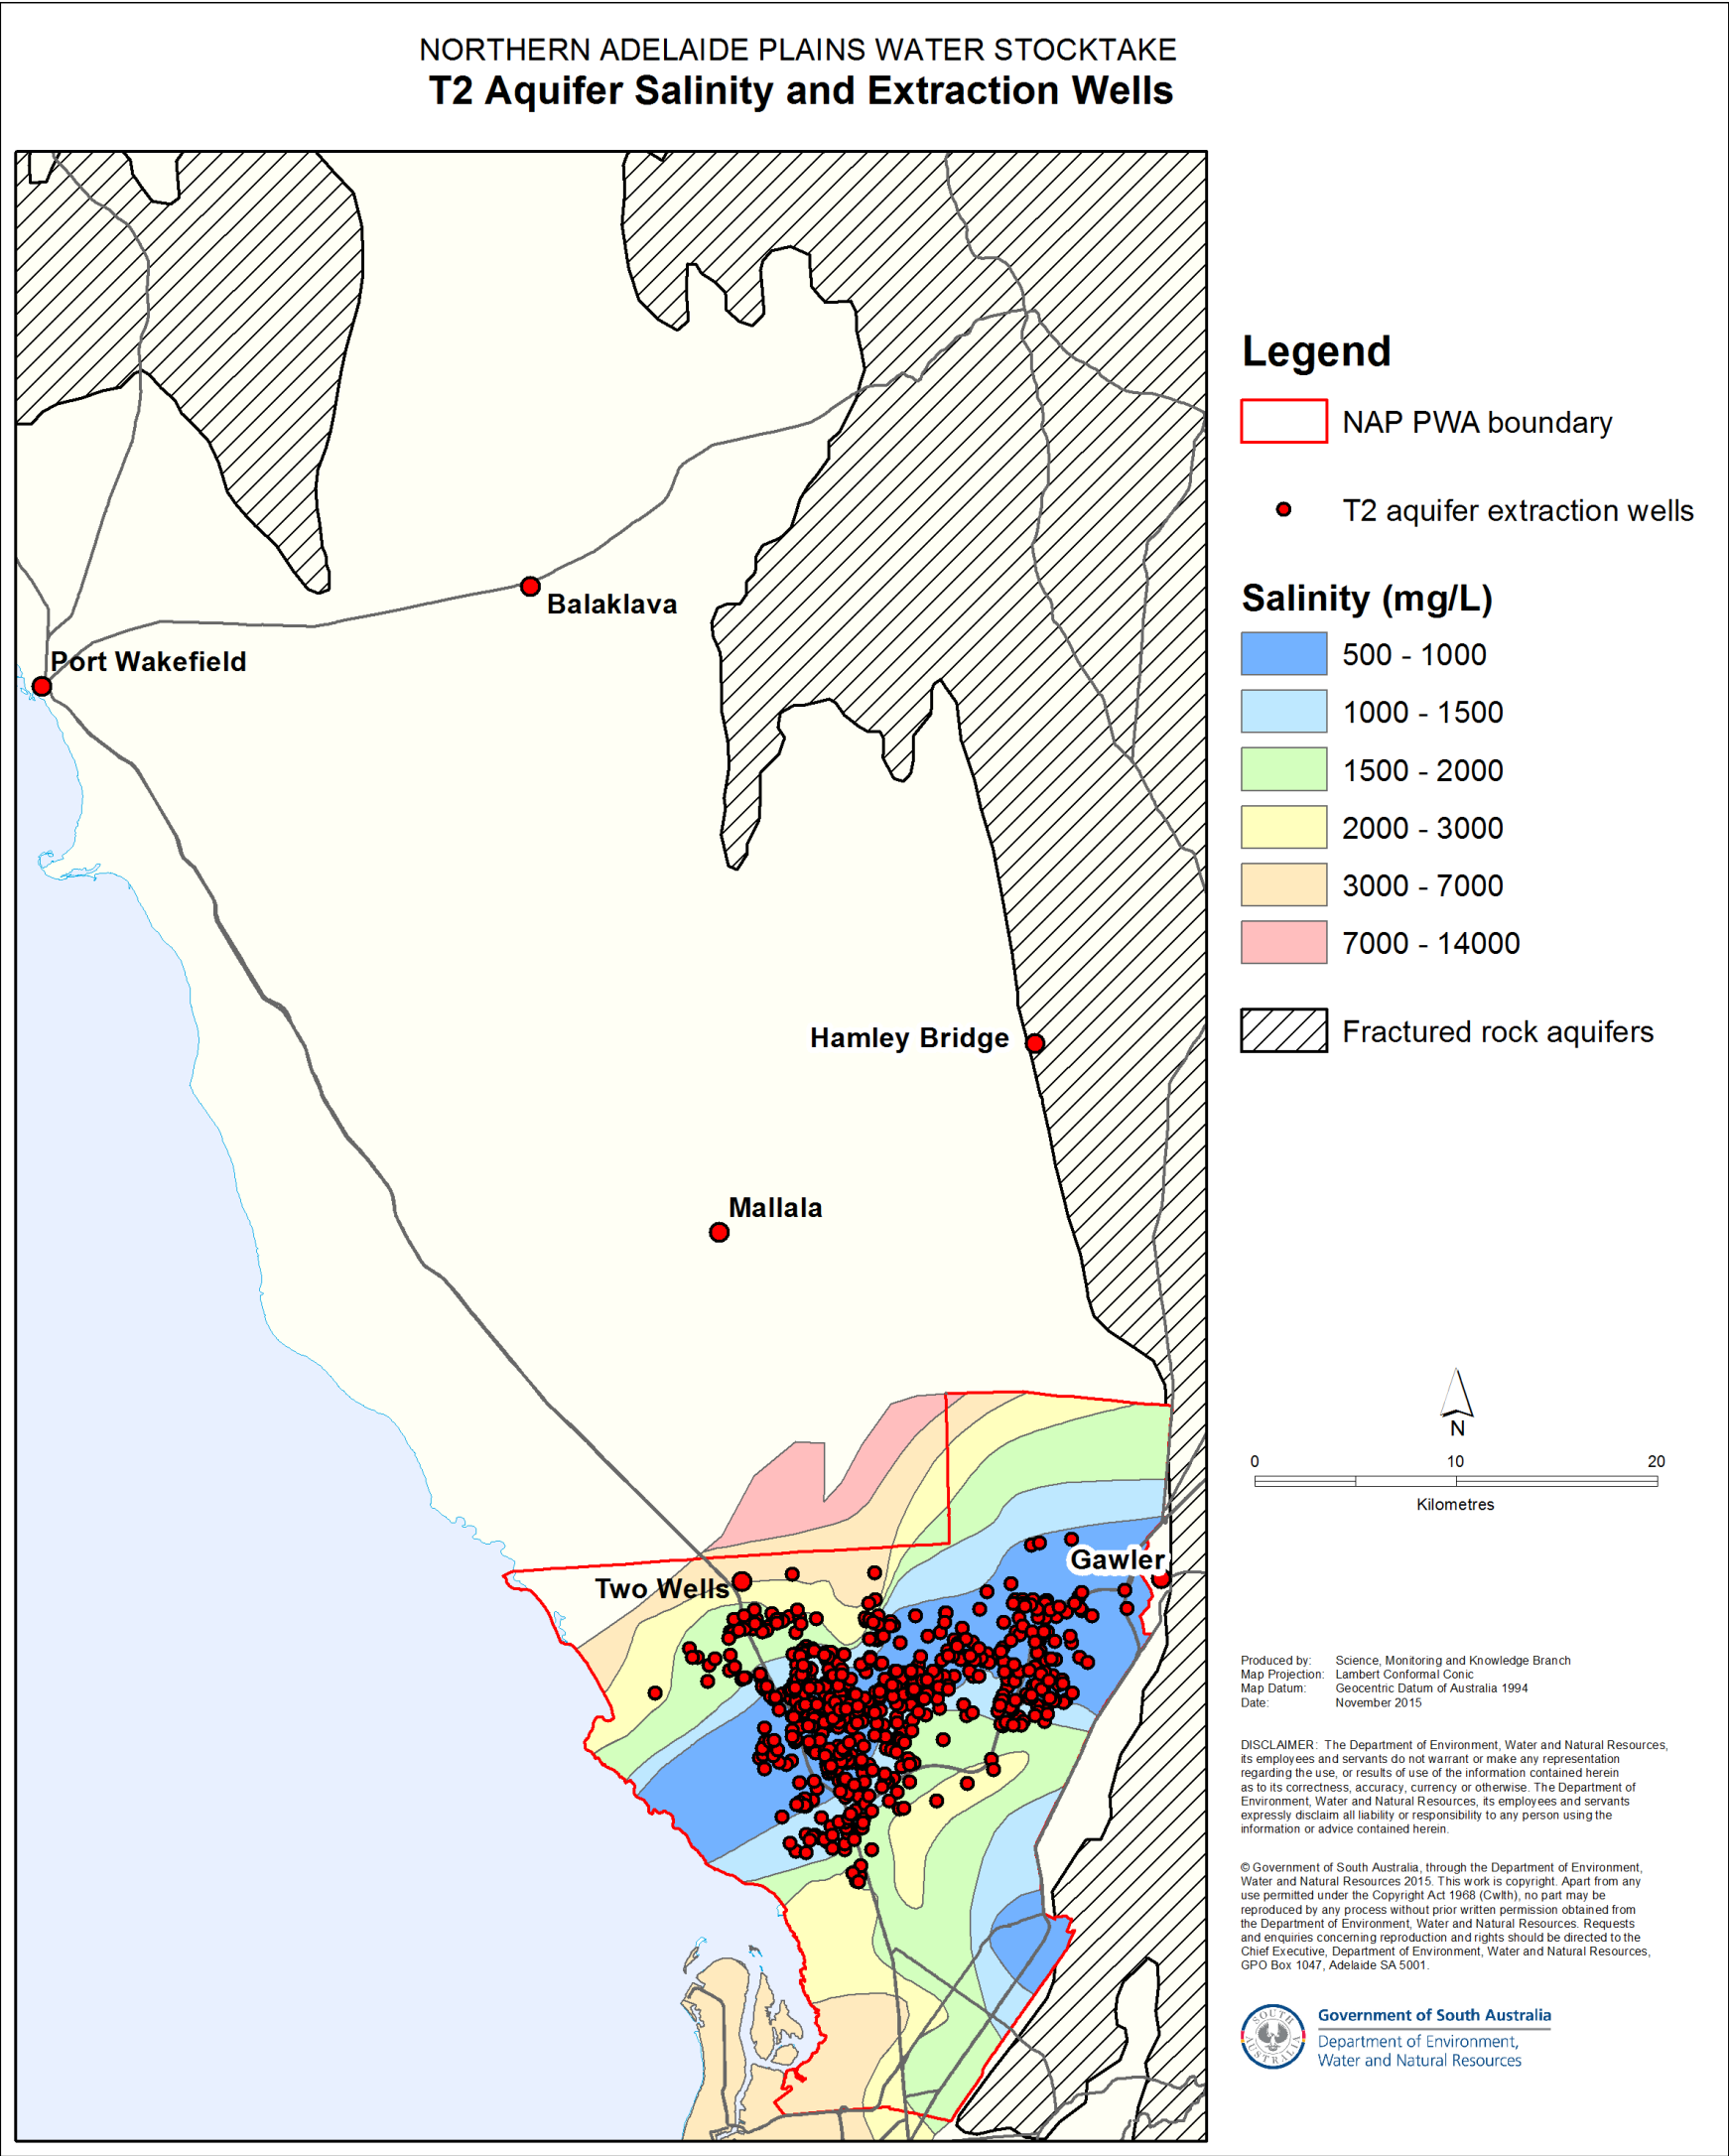 NORTHERN ADELAIDE PLAINS WATER STOCKTAKE
T2 Aquifer Salinity and Extraction Wells
Balaklava
Port Wakefield
Hamley Bridge
Mallala
Gawler
Two Wells
Legend
NAP PWA boundary
T2 aquifer extraction wells
Salinity (mg/L)
500 - 1000
1000 - 1500
1500 - 2000
2000 - 3000
3000 - 7000
7000 - 14000
Fractured rock aquifers
N
0 10 20
Kilometres
Produced by: Science, Monitoring and Knowledge Branch
Map Projection: Lambert Conformal Conic
Map Datum: Geocentric Datum of Australia 1994
Date: November 2015
DISCLAIMER: The Department of Environment, Water and Natural Resources,
its employees and servants do not warrant or make any representation
regarding the use, or results of use of the information contained herein
as to its correctness, accuracy, currency or otherwise. The Department of
Environment, Water and Natural Resources, its employees and servants
expressly disclaim all liability or responsibility to any person using the
information or advice contained herein.
© Government of South Australia, through the Department of Environment,
Water and Natural Resources 2015. This work is copyright. Apart from any
use permitted under the Copyright Act 1968 (Cwlth), no part may be
reproduced by any process without prior written permission obtained from
the Department of Environment, Water and Natural Resources. Requests
and enquiries concerning reproduction and rights should be directed to the
Chief Executive, Department of Environment, Water and Natural Resources,
GPO Box 1047, Adelaide SA 5001.
SOUTH AUSTRALIA
Government of South Australia
Department of Environment,
Water and Natural Resources